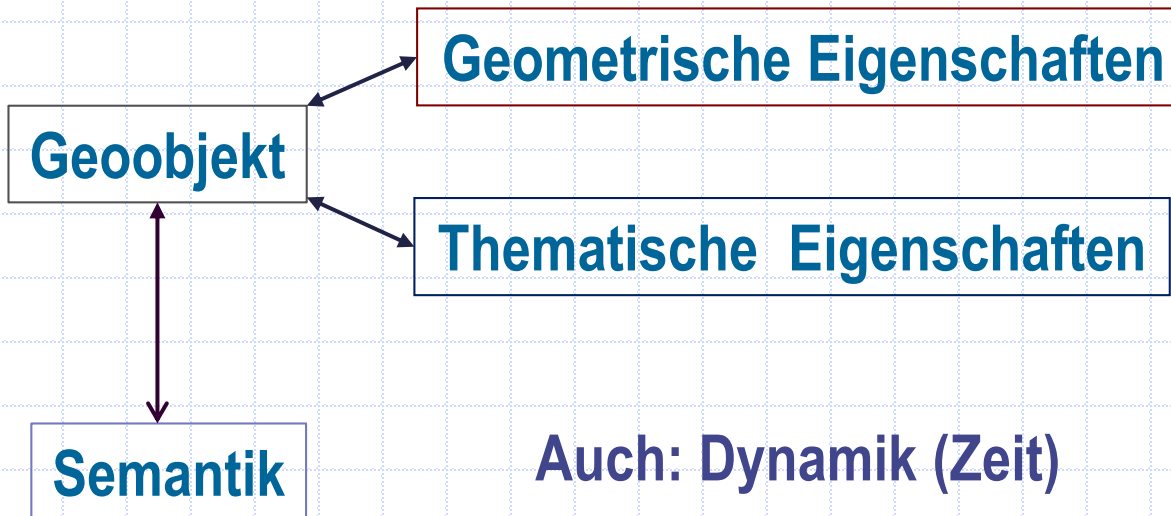 Geometrische Eigenschaften
Geoobjekt
Thematische Eigenschaften
Semantik
Auch: Dynamik (Zeit)